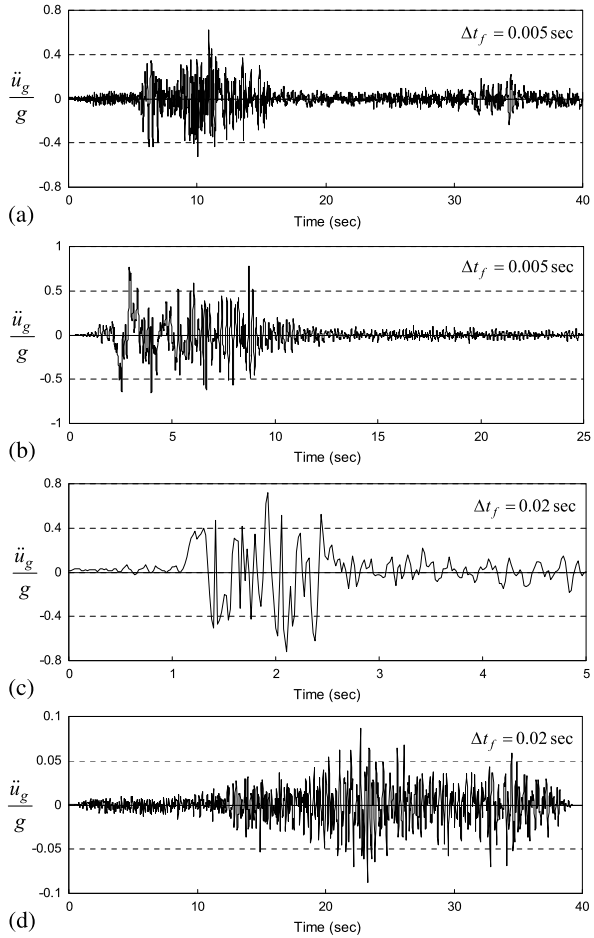 0.8
Δt_f = 0.005 sec
0.4
ü_g
0
g
-0.4
-0.8
0 10 20 30 40
(a)
Time (sec)
1
Δt_f = 0.005 sec
0.5
ü_g
0
g
-0.5
-1
0 5 10 15 20 25
(b)
Time (sec)
0.8
Δt_f = 0.02 sec
0.4
ü_g
0
g
-0.4
-0.8
0 1 2 3 4 5
(c)
Time (sec)
0.1
Δt_f = 0.02 sec
0.05
ü_g
0
g
-0.05
-0.1
0 10 20 30 40
(d)
Time (sec)